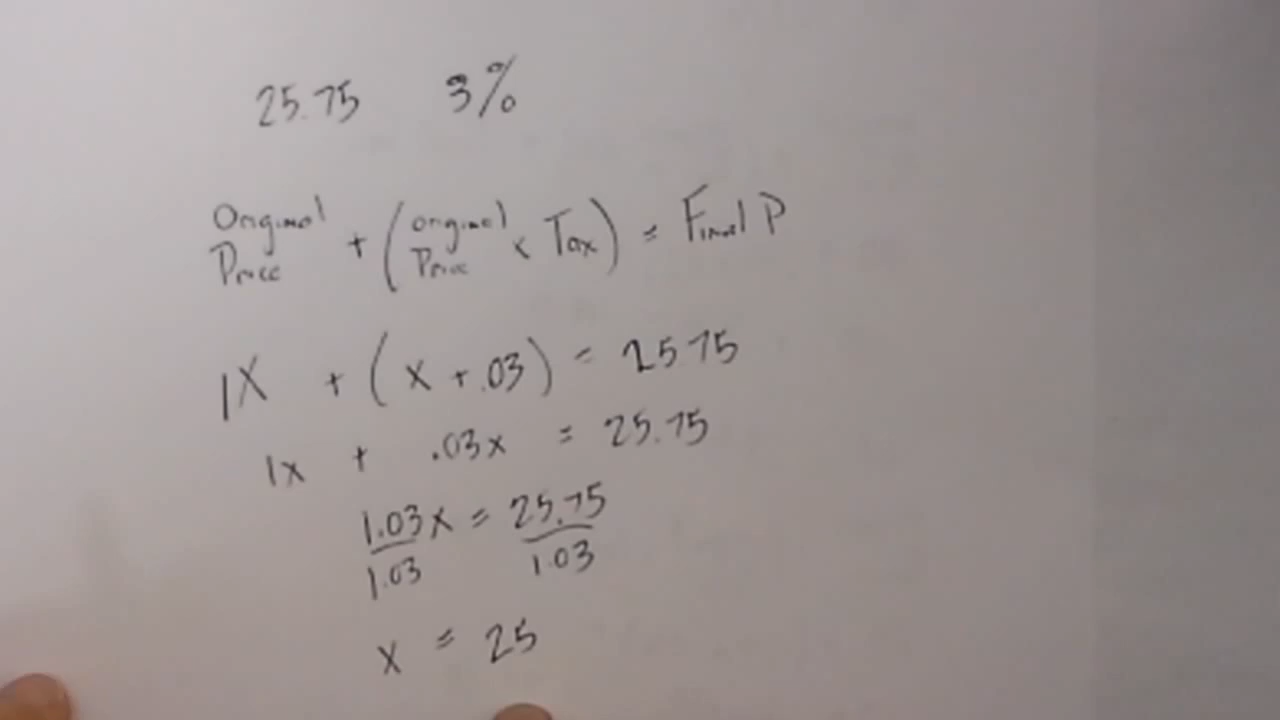 25.75 3%
Original Price + (original Price × Tax) = Final P
1X + (X + .03) = 25.75
1x + .03x = 25.75
1.03x = 25.75
1.03 1.03
x = 25